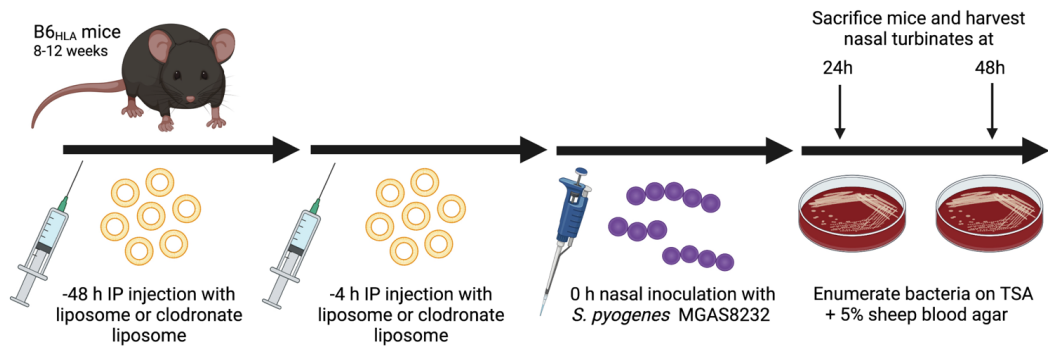 B6HLA mice
8-12 weeks
Sacrifice mice and harvest
nasal turbinates at
24h
48h
-48 h IP injection with
liposome or clodronate
liposome
-4 h IP injection with
liposome or clodronate
liposome
0 h nasal inoculation with
S. pyogenes MGAS8232
Enumerate bacteria on TSA
+ 5% sheep blood agar